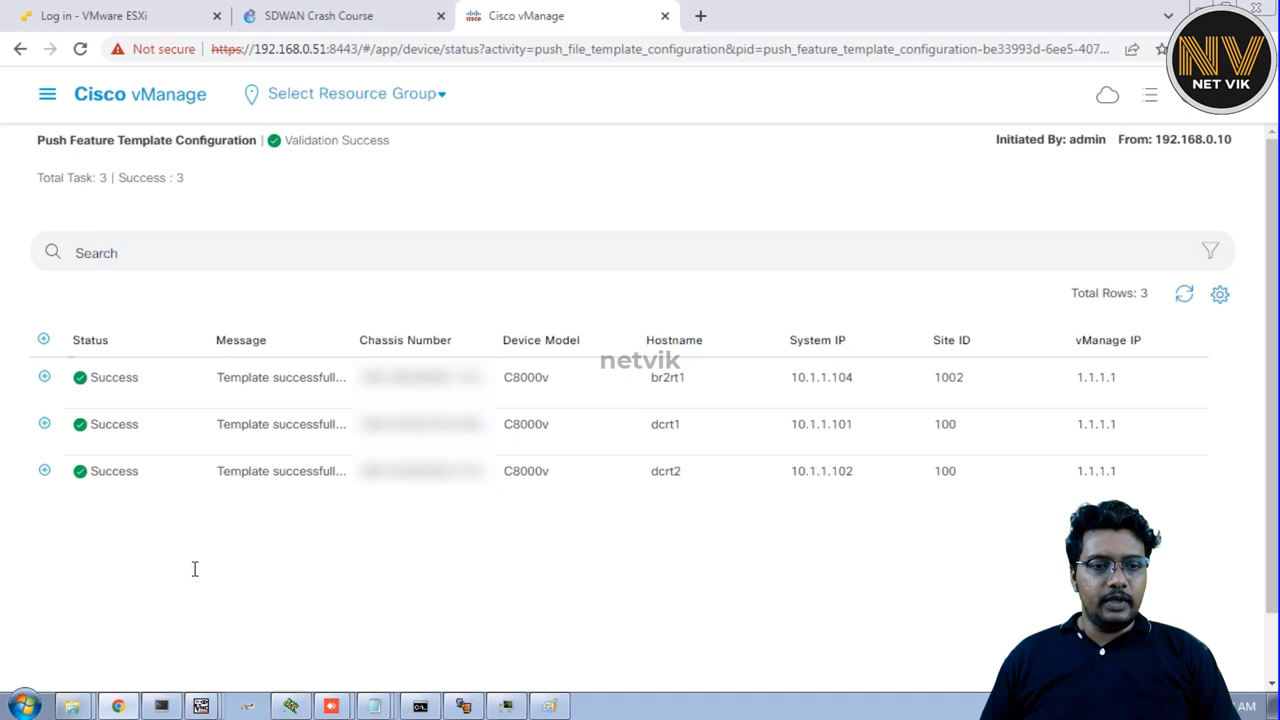 Log in - VMware ESXi
SDWAN Crash Course
Cisco vManage
Not secure https://192.168.0.51:8443/#/app/device/status?activity=push_file_template_configuration&pid=push_feature_template_configuration-be33993d-6ee5-407...
NV
NET VIK
Cisco vManage
Select Resource Group
Push Feature Template Configuration | Validation Success
Initiated By: admin From: 192.168.0.10
Total Task: 3 | Success : 3
Search
Total Rows: 3
Status Message Chassis Number Device Model Hostname System IP Site ID vManage IP
netvik
Success Template successfull... C8000v br2rt1 10.1.1.104 1002 1.1.1.1
Success Template successfull... C8000v dcrt1 10.1.1.101 100 1.1.1.1
Success Template successfull... C8000v dcrt2 10.1.1.102 100 1.1.1.1
AM